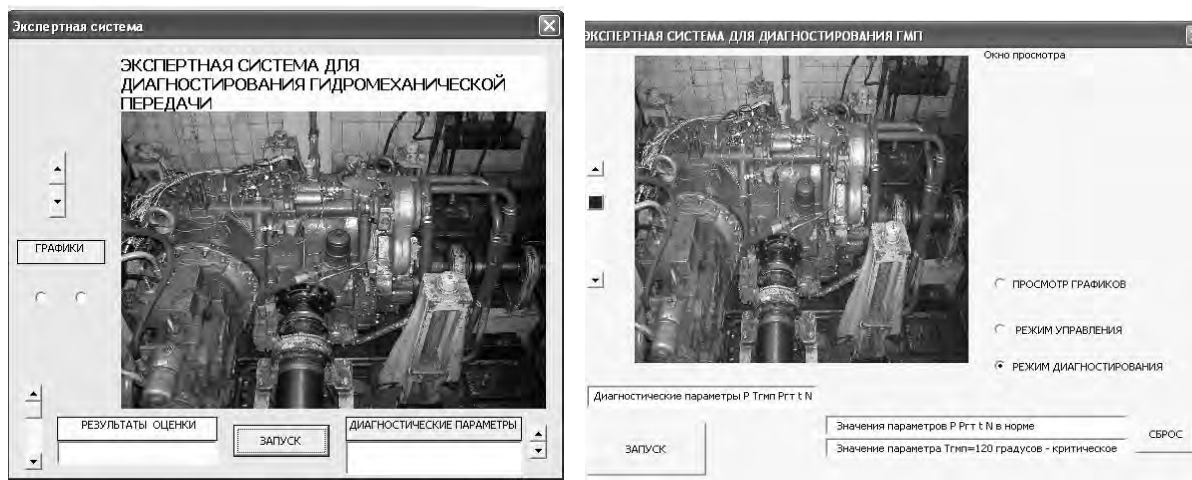 Экспертная система
ЭКСПЕРТНАЯ СИСТЕМА ДЛЯ
ДИАГНОСТИРОВАНИЯ ГИДРОМЕХАНИЧЕСКОЙ
ПЕРЕДАЧИ
ГРАФИКИ
РЕЗУЛЬТАТЫ ОЦЕНКИ
ЗАПУСК
ДИАГНОСТИЧЕСКИЕ ПАРАМЕТРЫ
ЭКСПЕРТНАЯ СИСТЕМА ДЛЯ ДИАГНОСТИРОВАНИЯ ГМП
Окно просмотра
ПРОСМОТР ГРАФИКОВ
РЕЖИМ УПРАВЛЕНИЯ
РЕЖИМ ДИАГНОСТИРОВАНИЯ
Диагностические параметры P Тгмп Ргт t N
Значения параметров P Ргт t N в норме
Значение параметра Тгмп=120 градусов - критическое
ЗАПУСК
СБРОС